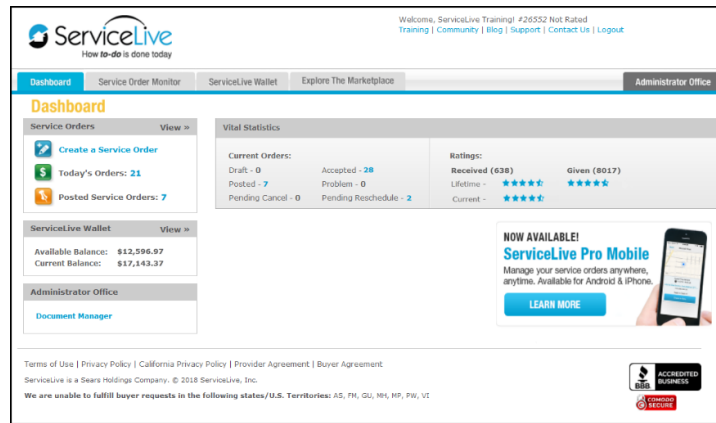 ServiceLive
How to-do is done today
Welcome, ServiceLive Training! #26552 Not Rated
Training | Community | Blog | Support | Contact Us | Logout
Dashboard
Service Order Monitor
ServiceLive Wallet
Explore The Marketplace
Administrator Office
Dashboard
Service Orders View »
Create a Service Order
$ Today's Orders: 21
Posted Service Orders: 7
Vital Statistics
Current Orders:
Draft - 0
Accepted - 28
Posted - 7
Problem - 0
Pending Cancel - 0
Pending Reschedule - 2
Ratings:
Received (638)
Given (8017)
Lifetime -
Current -
ServiceLive Wallet View »
Available Balance: $12,596.97
Current Balance: $17,143.37
Administrator Office
Document Manager
NOW AVAILABLE!
ServiceLive Pro Mobile
Manage your service orders anywhere,
anytime. Available for Android & iPhone.
LEARN MORE
Terms of Use | Privacy Policy | California Privacy Policy | Provider Agreement | Buyer Agreement
ServiceLive is a Sears Holdings Company. © 2018 ServiceLive, Inc.
We are unable to fulfill buyer requests in the following states/U.S. Territories: AS, FM, GU, MH, MP, PW, VI
BBB
ACCREDITED
BUSINESS
COMODO
SECURE